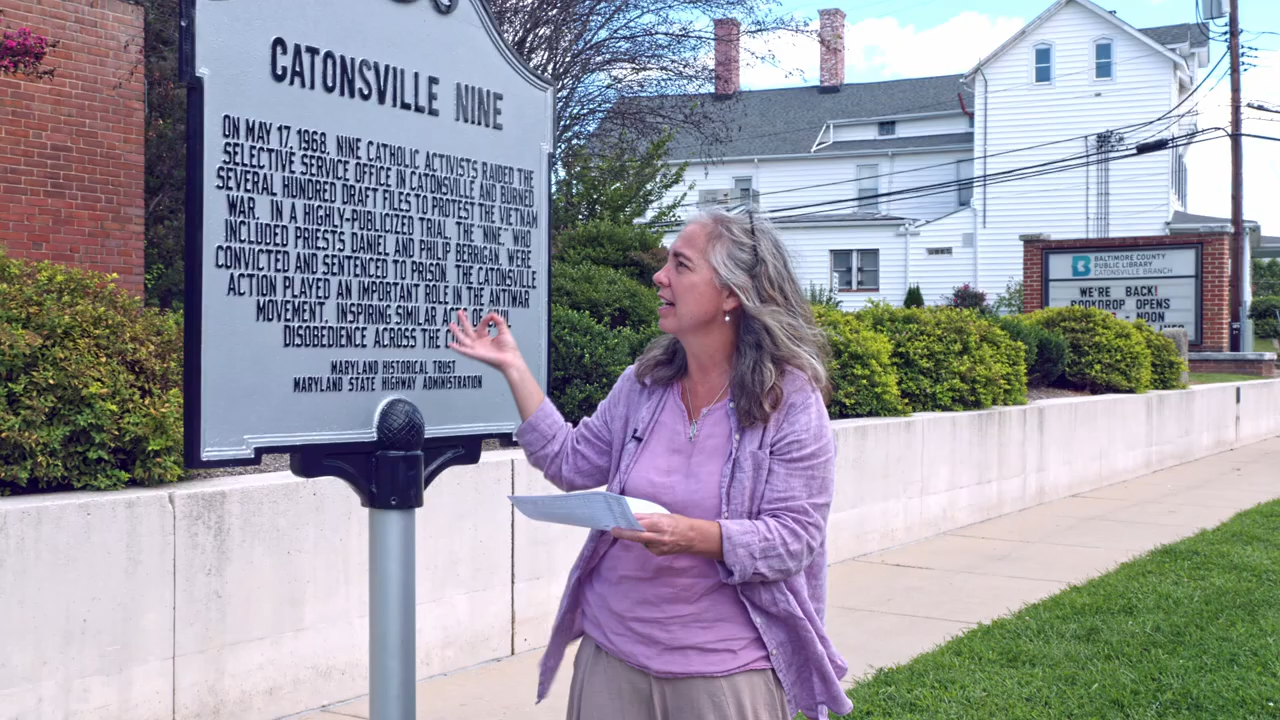 CATONSVILLE NINE
ON MAY 17, 1968, NINE CATHOLIC ACTIVISTS RAIDED THE
SELECTIVE SERVICE OFFICE IN CATONSVILLE AND BURNED
SEVERAL HUNDRED DRAFT FILES TO PROTEST THE VIETNAM
WAR. IN A HIGHLY-PUBLICIZED TRIAL, THE "NINE," WHO
INCLUDED PRIESTS DANIEL AND PHILIP BERRIGAN, WERE
CONVICTED AND SENTENCED TO JAIL. THE CATONSVILLE
ACTION PLAYED AN IMPORTANT ROLE IN THE ANTIWAR
MOVEMENT, INSPIRING SIMILAR OF
DISOBEDIENCE ACROSS THE
MARYLAND HISTORICAL TRUST
MARYLAND STATE HIGHWAY ADMINISTRATION
BALTIMORE COUNTY
PUBLIC LIBRARY
CATONSVILLE BRANCH
WE'RE BACK!
BOOKDROP OPENS
NOON